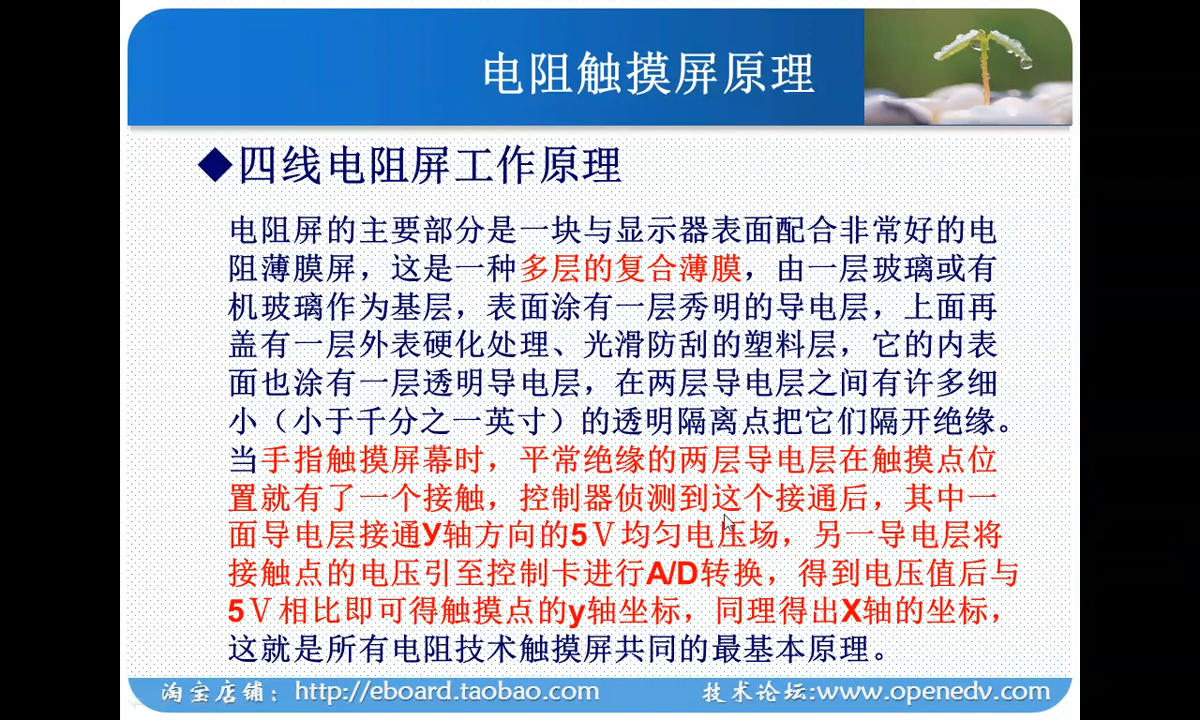 电阻触摸屏原理
◆四线电阻屏工作原理
电阻屏的主要部分是一块与显示器表面配合非常好的电
阻薄膜屏，这是一种多层的复合薄膜，由一层玻璃或有
机玻璃作为基层，表面涂有一层秀明的导电层，上面再
盖有一层外表硬化处理、光滑防刮的塑料层，它的内表
面也涂有一层透明导电层，在两层导电层之间有许多细
小（小于千分之一英寸）的透明隔离点把它们隔开绝缘。
当手指触摸屏幕时，平常绝缘的两层导电层在触摸点位
置就有了一个接触，控制器侦测到这个接通后，其中一
面导电层接通Y轴方向的5Ｖ均匀电压场，另一导电层将
接触点的电压引至控制卡进行A/D转换，得到电压值后与
5Ｖ相比即可得触摸点的y轴坐标，同理得出X轴的坐标，
这就是所有电阻技术触摸屏共同的最基本原理。
淘宝店铺：http://eboard.taobao.com
技术论坛:www.openedv.com